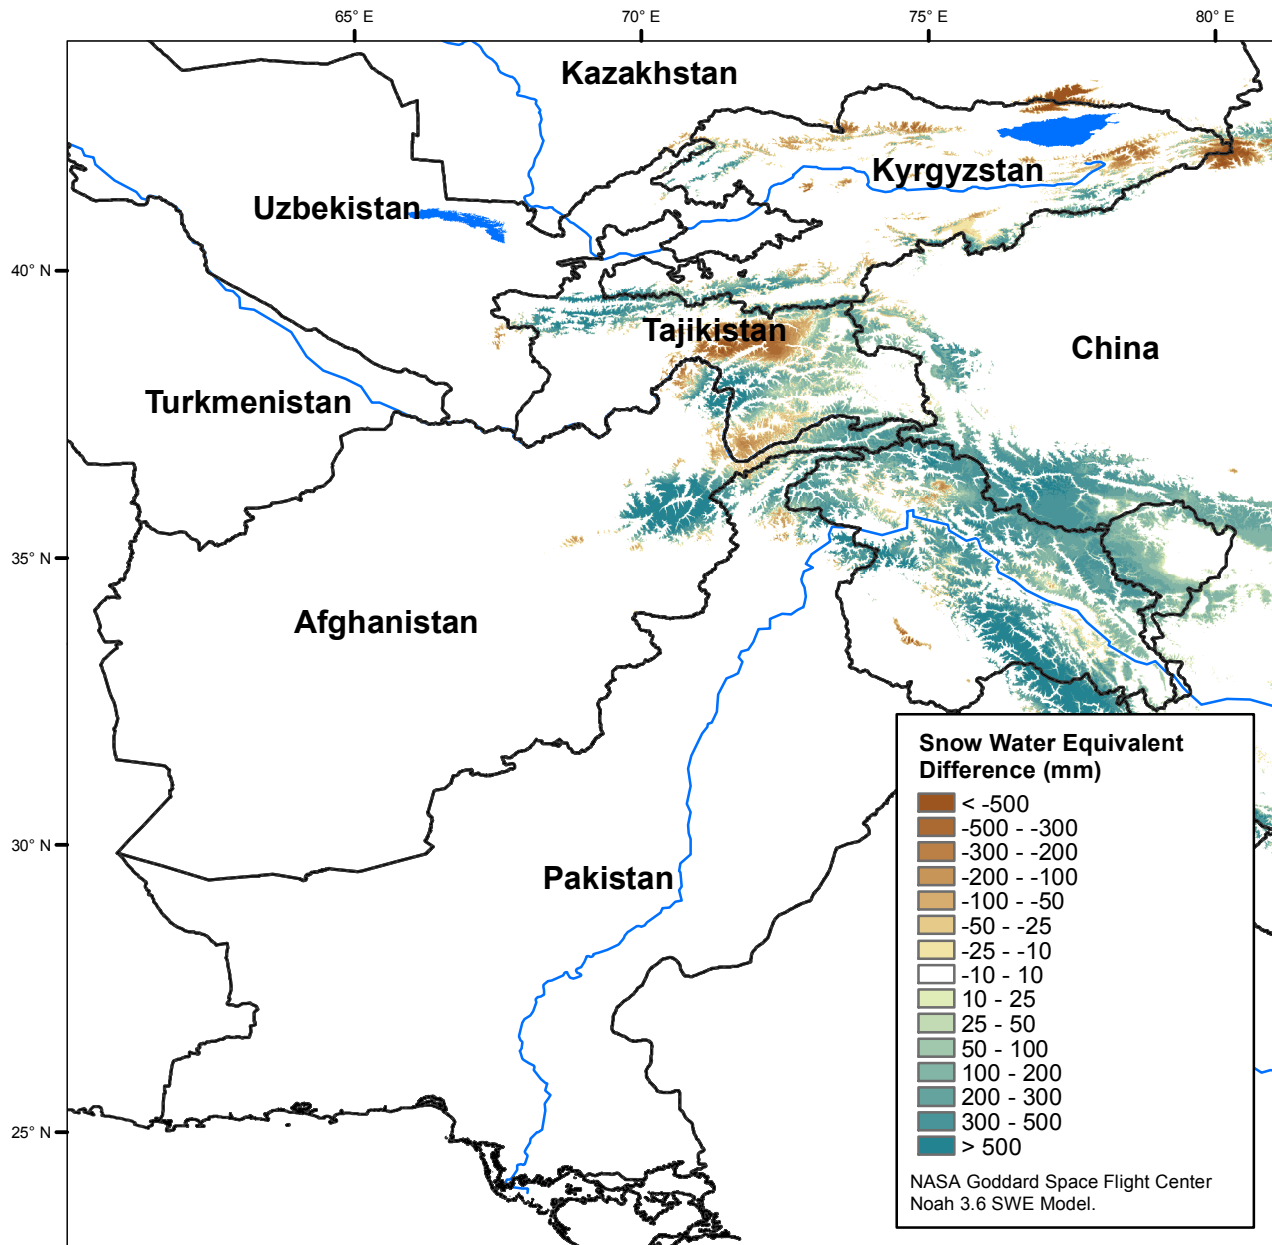 65° E
70° E
75° E
80° E
Kazakhstan
Kyrgyzstan
Uzbekistan
40° N
Tajikistan
China
Turkmenistan
35° N
Afghanistan
30° N
Pakistan
25° N
Snow Water Equivalent
Difference (mm)
< -500
-500 - -300
-300 - -200
-200 - -100
-100 - -50
-50 - -25
-25 - -10
-10 - 10
10 - 25
25 - 50
50 - 100
100 - 200
200 - 300
300 - 500
> 500
NASA Goddard Space Flight Center
Noah 3.6 SWE Model.